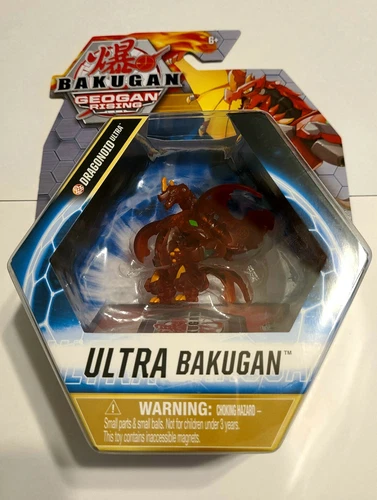 爆
6+
BAKUGAN
GEOGAN
RISING
DRAGONOID ULTRA
ULTRA BAKUGAN™
WARNING: CHOKING HAZARD –
Small parts & small balls. Not for children under 3 years.
This toy contains inaccessible magnets.